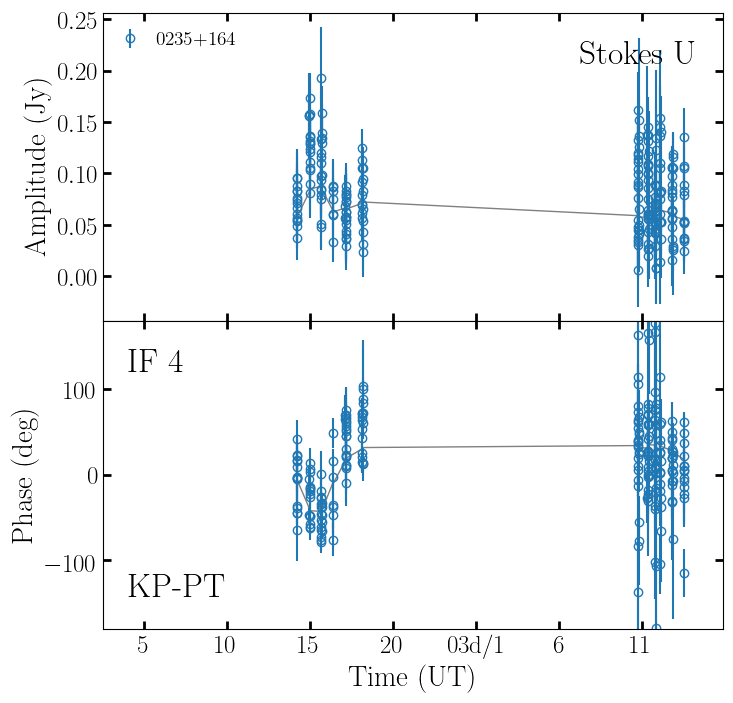 0.25
0235+164
Stokes U
0.20
0.15
0.10
0.05
0.00
Amplitude (Jy)
IF 4
100
0
−100
Phase (deg)
KP-PT
5 10 15 20 03d/1 6 11
Time (UT)